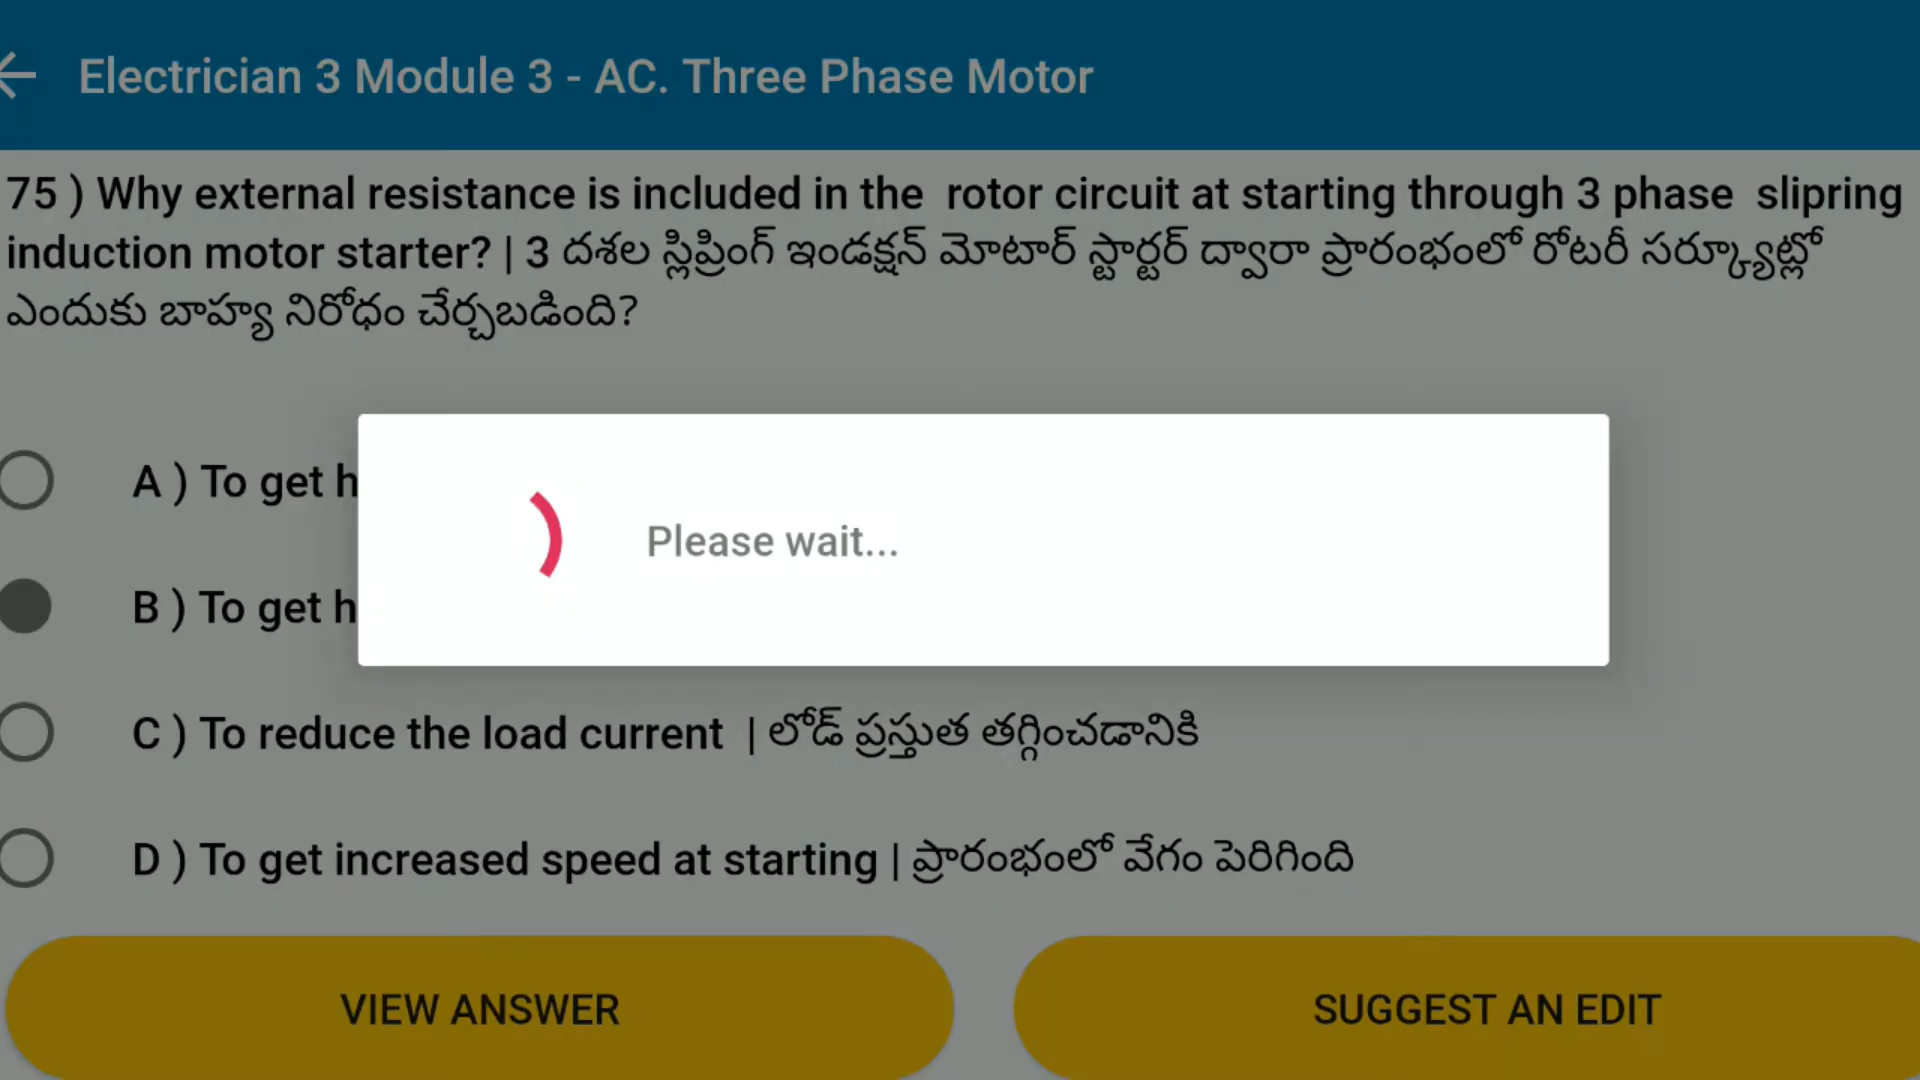 Electrician 3 Module 3 - AC. Three Phase Motor
75 ) Why external resistance is included in the rotor circuit at starting through 3 phase slipring
induction motor starter? | 3 దశల స్లిప్రింగ్ ఇండక్షన్ మోటార్ స్టార్టర్ ద్వారా ప్రారంభంలో రోటరీ సర్క్యూట్లో
ఎందుకు బాహ్య నిరోధం చేర్చబడింది?
A ) To get h
Please wait...
B ) To get h
C ) To reduce the load current | లోడ్ ప్రస్తుత తగ్గించడానికి
D ) To get increased speed at starting | ప్రారంభంలో వేగం పెరిగింది
VIEW ANSWER
SUGGEST AN EDIT